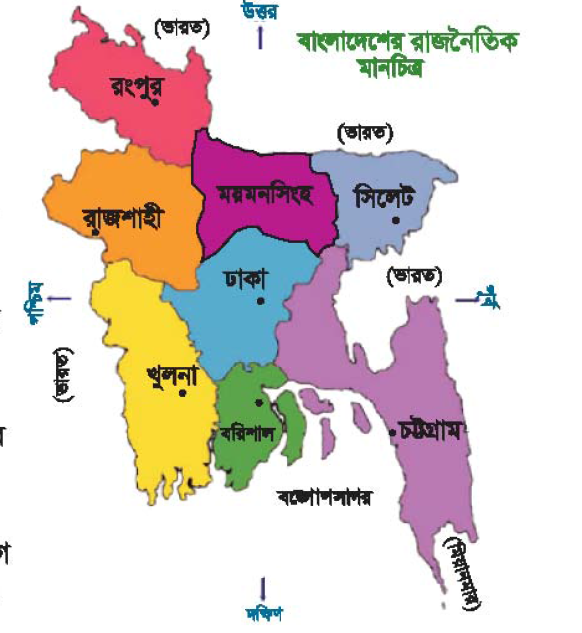 উত্তর
(ভারত)
বাংলাদেশের রাজনৈতিক
মানচিত্র
রংপুর
(ভারত)
ময়মনসিংহ
সিলেট
রাজশাহী
(ভারত)
ঢাকা
পশ্চিম
পূর্ব
(ভারত)
খুলনা
বরিশাল
চট্টগ্রাম
বঙ্গোপসাগর
(মিয়ানমার)
দক্ষিণ